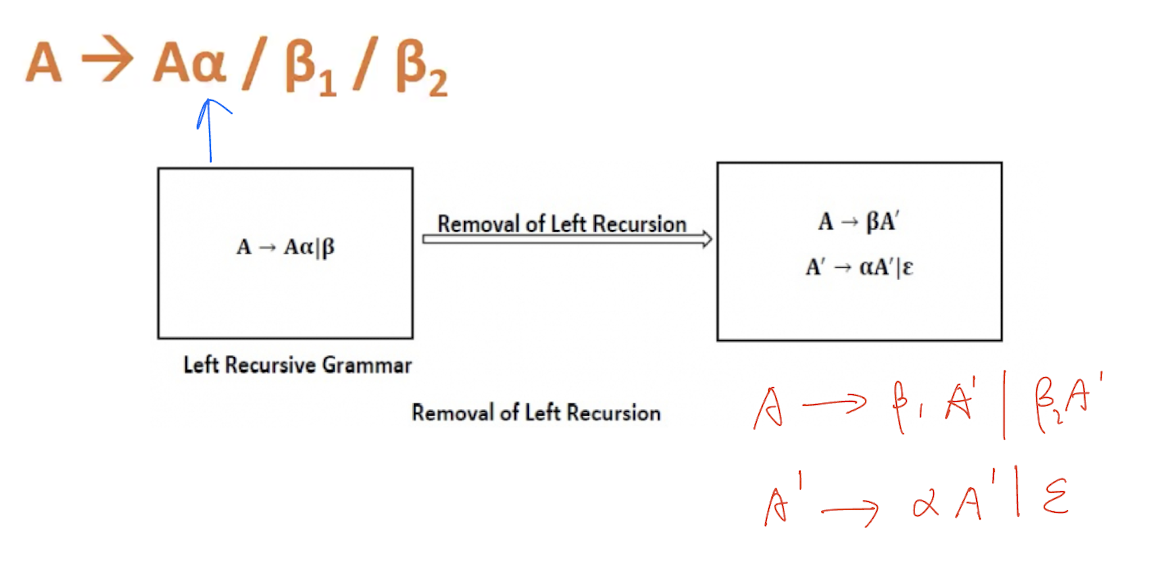 A → Aα / β₁ / β₂
Removal of Left Recursion
A → Aα|β
A → βA′
A′ → αA′|ε
Left Recursive Grammar
Removal of Left Recursion
A → β₁ A' | β₂A'
A' → αA' | ε